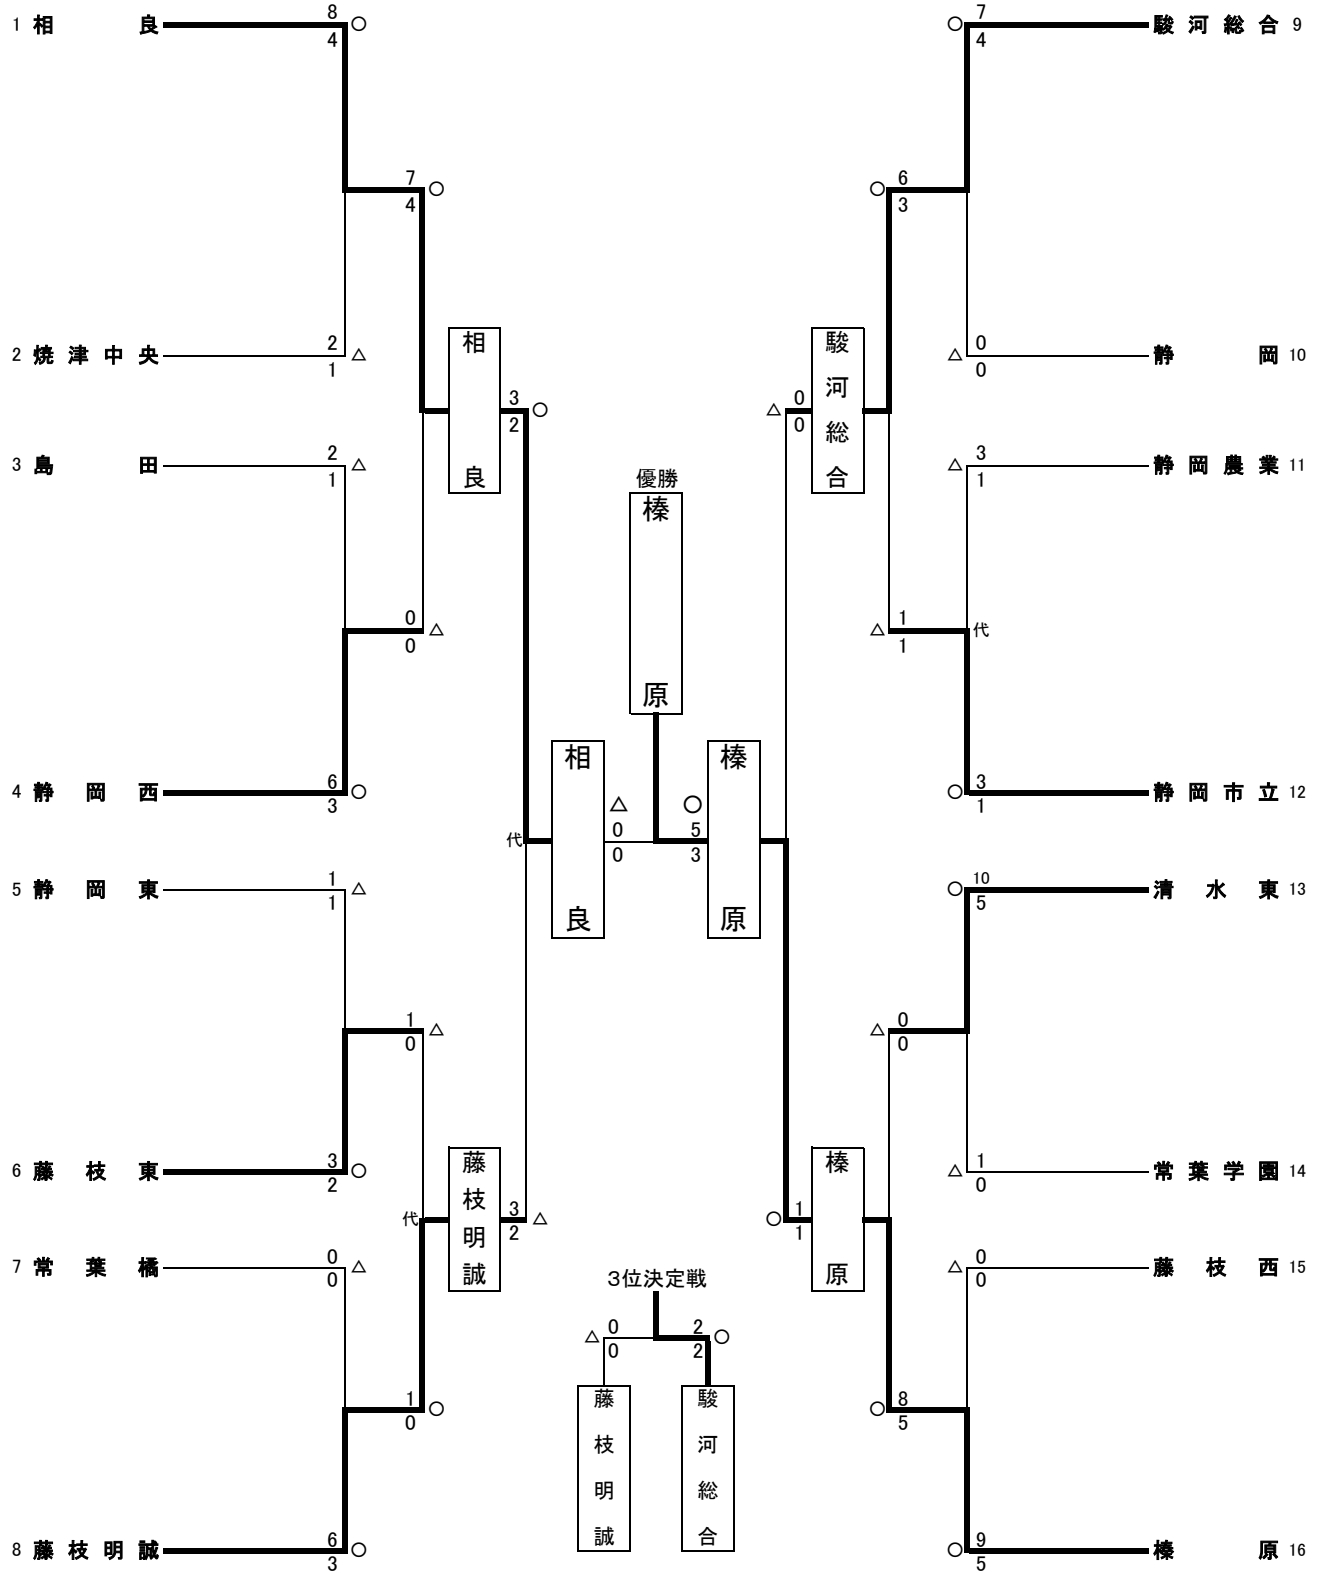 1 相良 8 ○
4
2 焼津中央 2 △
1
3 島田 2 △
1
4 静岡西 6 ○
3
5 静岡東 1 △
1
6 藤枝東 3 ○
2
7 常葉橘 0 △
0
8 藤枝明誠 6 ○
3
7 ○
4
0 △
0
1 △
0
代
1 ○
0
相良
3 ○
2
代
藤枝明誠
3 △
2
相良
△
0
0
優勝
榛原
○
5
3
榛原
駿河総合
△ 0
0
榛原
○ 1
1
○ 6
3
△ 1 代
1
△ 0
0
○ 8
5
○ 7 駿河総合 9
4
△ 0 静岡 10
0
△ 3 静岡農業 11
1
○ 3 静岡市立 12
1
○ 10 清水東 13
5
△ 1 常葉学園 14
0
△ 0 藤枝西 15
0
○ 9 榛原 16
5
3位決定戦
△ 0 2 ○
0 2
藤枝明誠
駿河総合